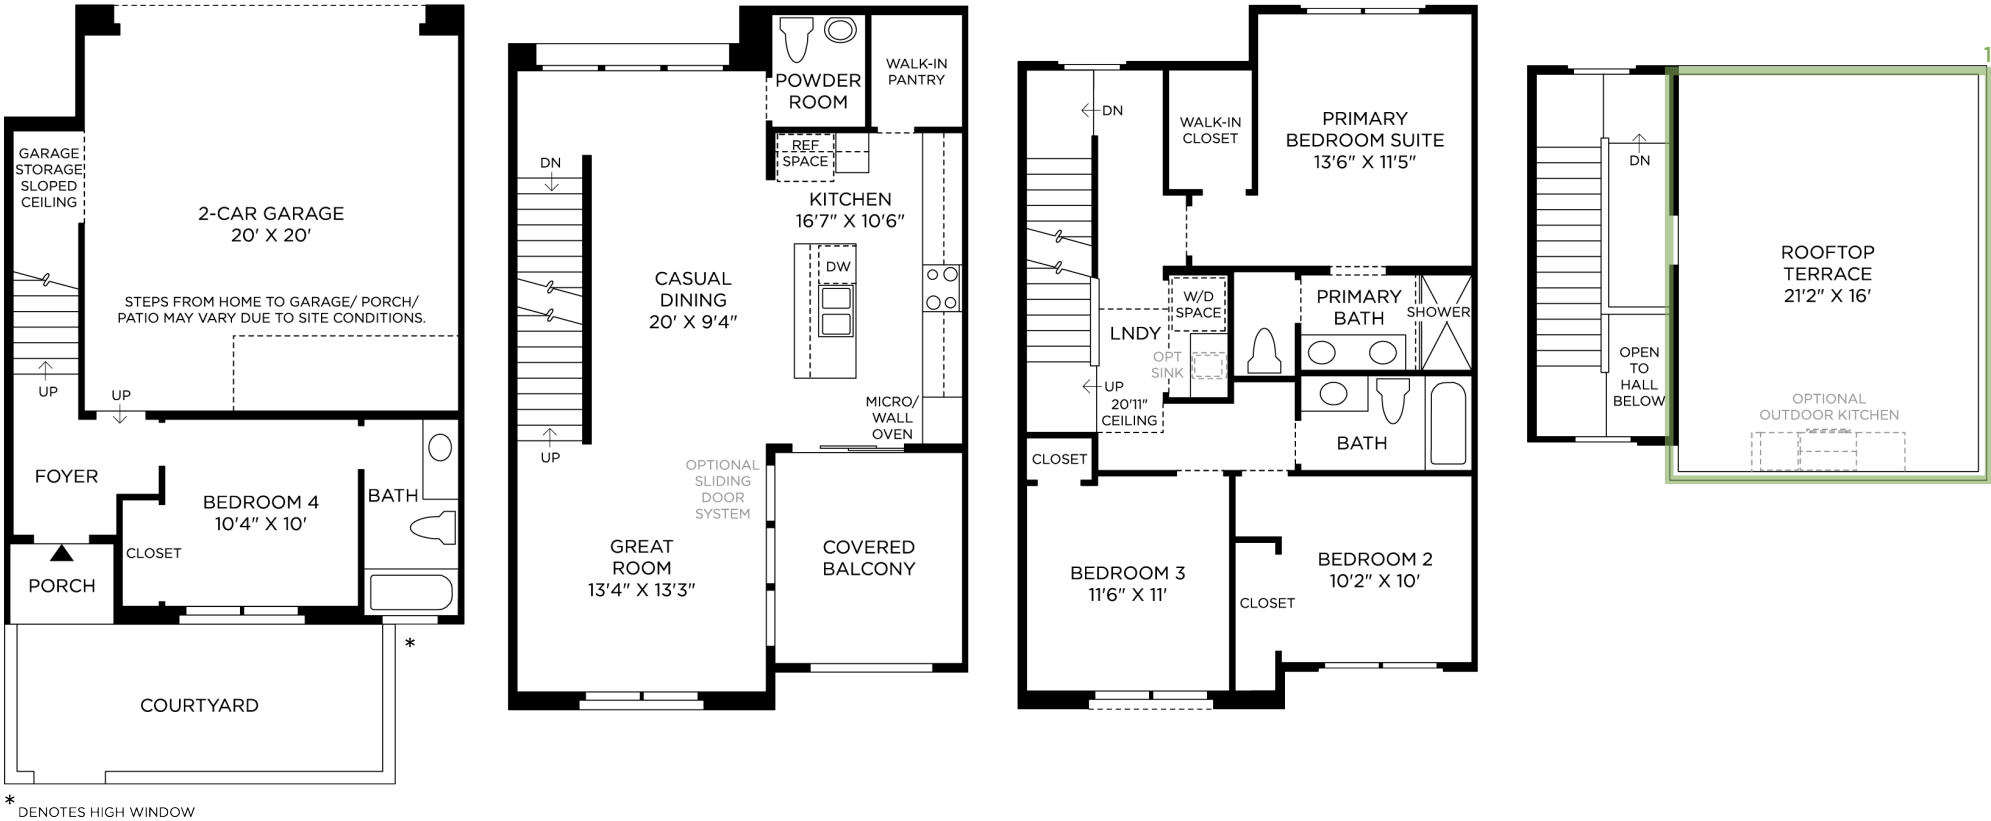 GARAGE
STORAGE
SLOPED
CEILING
2-CAR GARAGE
20' X 20'
STEPS FROM HOME TO GARAGE/ PORCH/
PATIO MAY VARY DUE TO SITE CONDITIONS.
UP
UP
FOYER
BEDROOM 4
10'4" X 10'
BATH
CLOSET
PORCH
*
COURTYARD
* DENOTES HIGH WINDOW
POWDER
ROOM
WALK-IN
PANTRY
DN
REF
SPACE
KITCHEN
16'7" X 10'6"
DW
CASUAL
DINING
20' X 9'4"
MICRO/
WALL
OVEN
UP
OPTIONAL
SLIDING
DOOR
SYSTEM
GREAT
ROOM
13'4" X 13'3"
COVERED
BALCONY
DN
WALK-IN
CLOSET
PRIMARY
BEDROOM SUITE
13'6" X 11'5"
W/D
SPACE
PRIMARY
BATH
SHOWER
LNDY
OPT
SINK
UP
20'11"
CEILING
BATH
CLOSET
BEDROOM 3
11'6" X 11'
BEDROOM 2
10'2" X 10'
CLOSET
1
DN
ROOFTOP
TERRACE
21'2" X 16'
OPEN
TO
HALL
BELOW
OPTIONAL
OUTDOOR KITCHEN